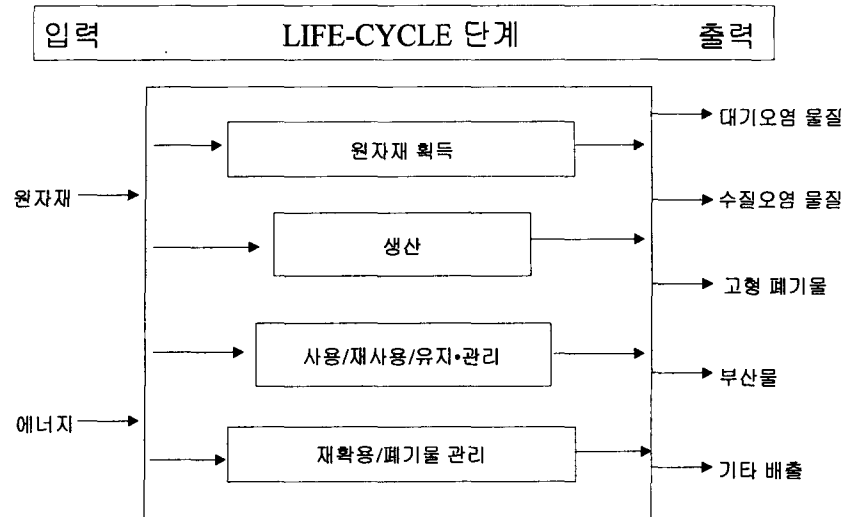 입력 LIFE-CYCLE 단계 출력
대기오염 물질
원자재 획득
원자재
수질오염 물질
생산
고형 폐기물
사용/재사용/유지•관리
부산물
에너지
재확용/폐기물 관리
기타 배출